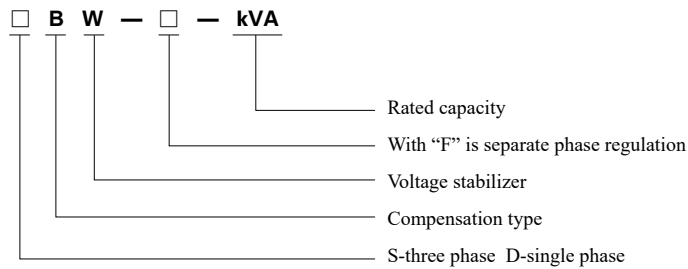 □ B W — □ — kVA
Rated capacity
With “F” is separate phase regulation
Voltage stabilizer
Compensation type
S-three phase D-single phase